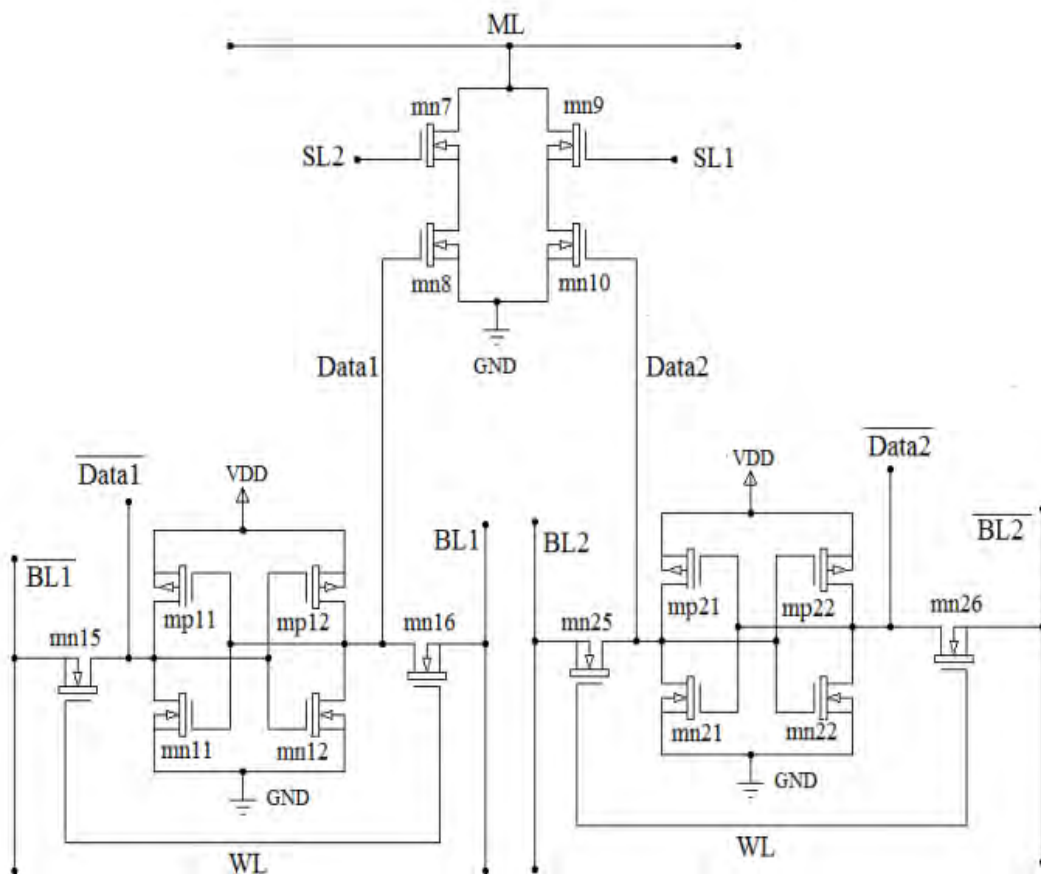 ML
mn7
mn9
SL2
SL1
mn8
mn10
GND
Data1
Data2
Data1
VDD
BL1
BL1
mp11
mp12
mn15
mn16
mn11
mn12
GND
WL
Data2
VDD
BL2
BL2
mp21
mp22
mn25
mn26
mn21
mn22
GND
WL